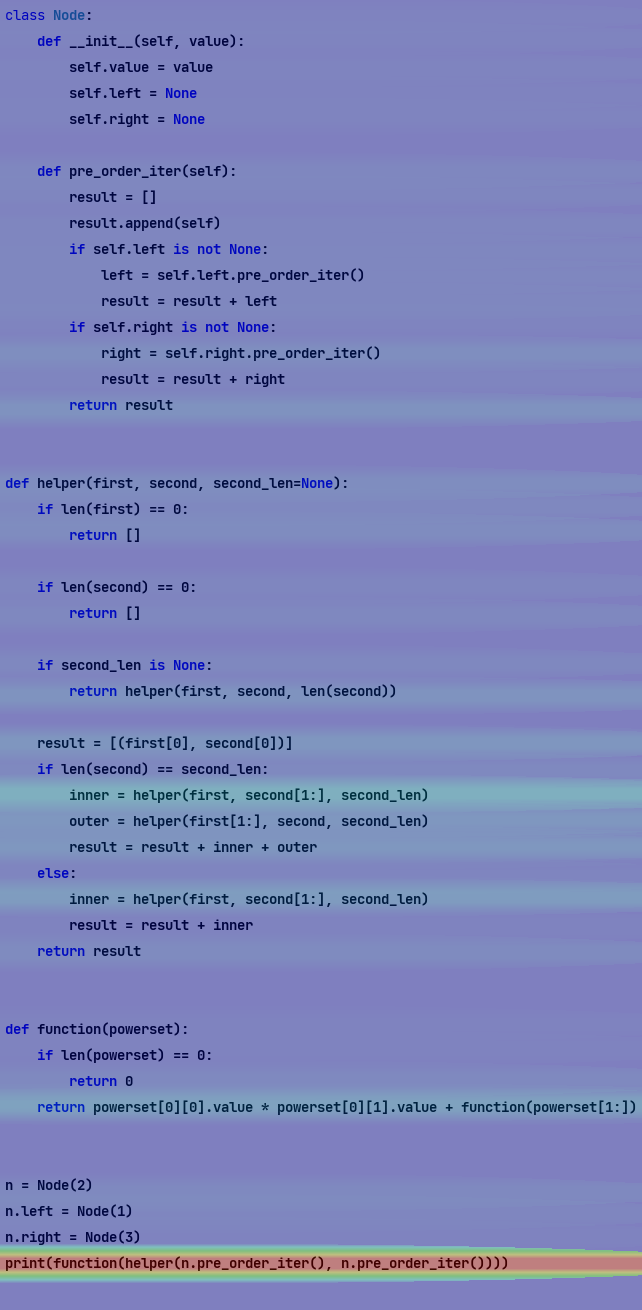 class Node:
    def __init__(self, value):
        self.value = value
        self.left = None
        self.right = None

    def pre_order_iter(self):
        result = []
        result.append(self)
        if self.left is not None:
            left = self.left.pre_order_iter()
            result = result + left
        if self.right is not None:
            right = self.right.pre_order_iter()
            result = result + right
        return result


def helper(first, second, second_len=None):
    if len(first) == 0:
        return []

    if len(second) == 0:
        return []

    if second_len is None:
        return helper(first, second, len(second))

    result = [(first[0], second[0])]
    if len(second) == second_len:
        inner = helper(first, second[1:], second_len)
        outer = helper(first[1:], second, second_len)
        result = result + inner + outer
    else:
        inner = helper(first, second[1:], second_len)
        result = result + inner
    return result


def function(powerset):
    if len(powerset) == 0:
        return 0
    return powerset[0][0].value * powerset[0][1].value + function(powerset[1:])


n = Node(2)
n.left = Node(1)
n.right = Node(3)
print(function(helper(n.pre_order_iter(), n.pre_order_iter())))